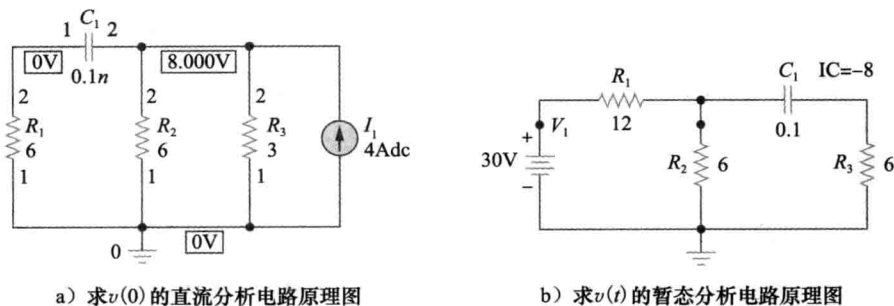 1 C₁ 2
0V
0.1n
8.000V
2 R₁ 6 1
2 R₂ 6 1
2 R₃ 3 1
I₁
4Adc
0
0V
a）求v(0)的直流分析电路原理图
R₁
12
C₁ IC=−8
0.1
+ V₁
30V
−
R₂ 6
R₃ 6
b）求v(t)的暂态分析电路原理图